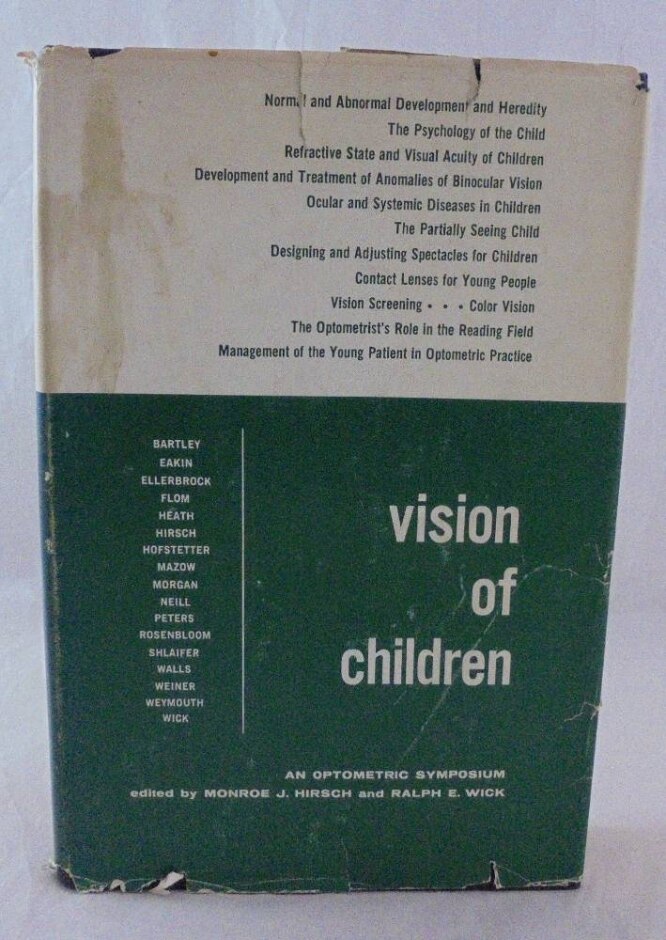 Normal and Abnormal Development and Heredity
The Psychology of the Child
Refractive State and Visual Acuity of Children
Development and Treatment of Anomalies of Binocular Vision
Ocular and Systemic Diseases in Children
The Partially Seeing Child
Designing and Adjusting Spectacles for Children
Contact Lenses for Young People
Vision Screening • • • Color Vision
The Optometrist's Role in the Reading Field
Management of the Young Patient in Optometric Practice
BARTLEY
EAKIN
ELLERBROCK
FLOM
HEATH
HIRSCH
HOFSTETTER
MAZOW
MORGAN
NEILL
PETERS
ROSENBLOOM
SHLAIFER
WALLS
WEINER
WEYMOUTH
WICK
vision
of
children
AN OPTOMETRIC SYMPOSIUM
edited by MONROE J. HIRSCH and RALPH E. WICK